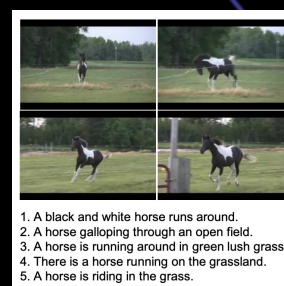 1. A black and white horse runs around.
2. A horse galloping through an open field.
3. A horse is running around in green lush grass
4. There is a horse running on the grassland.
5. A horse is riding in the grass.